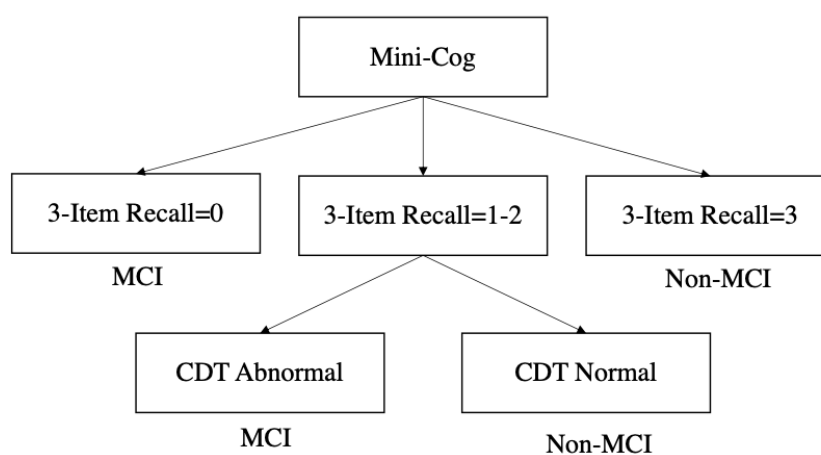 Mini-Cog
3-Item Recall=0
3-Item Recall=1-2
3-Item Recall=3
MCI
Non-MCI
CDT Abnormal
CDT Normal
MCI
Non-MCI